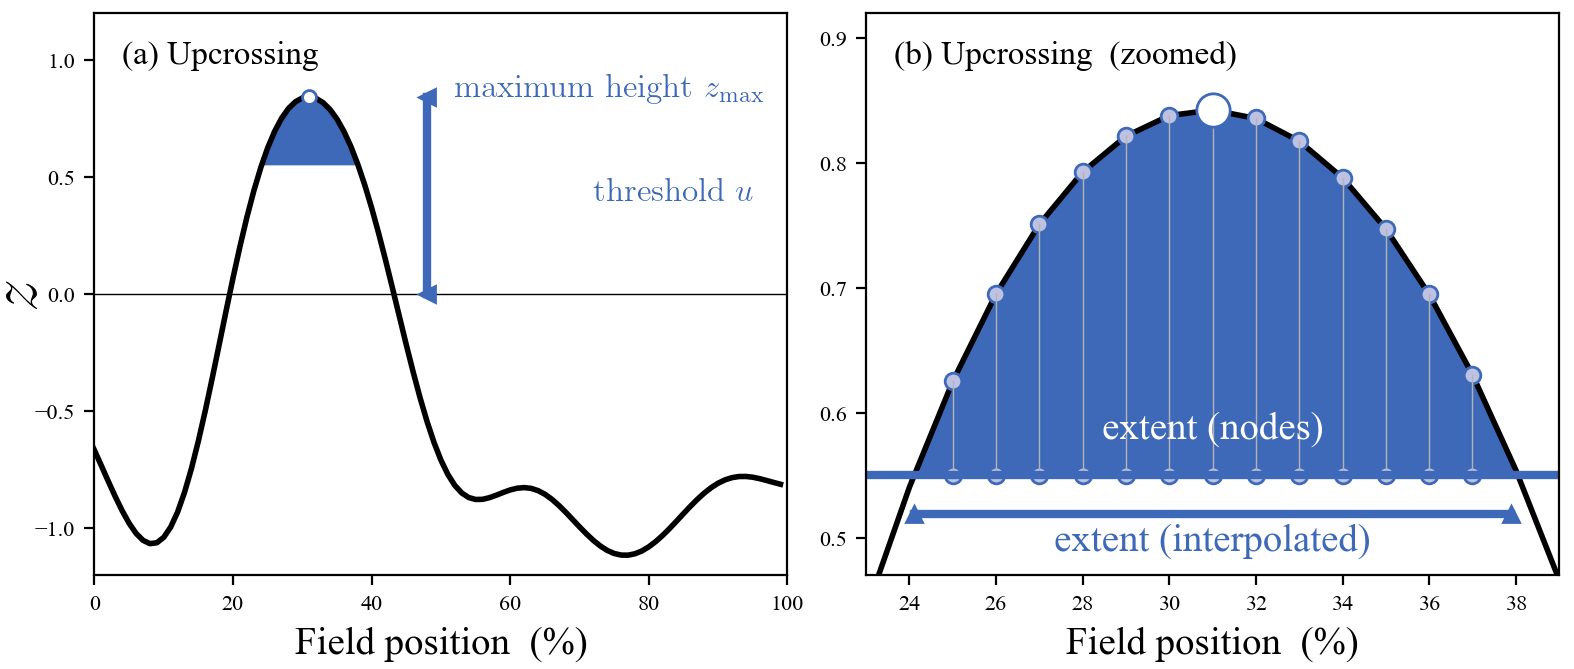 (a) Upcrossing
maximum height z_max
threshold u
z
1.0
0.5
0.0
−0.5
−1.0
0 20 40 60 80 100
Field position (%)
(b) Upcrossing (zoomed)
0.9
0.8
0.7
0.6
0.5
extent (nodes)
extent (interpolated)
24 26 28 30 32 34 36 38
Field position (%)